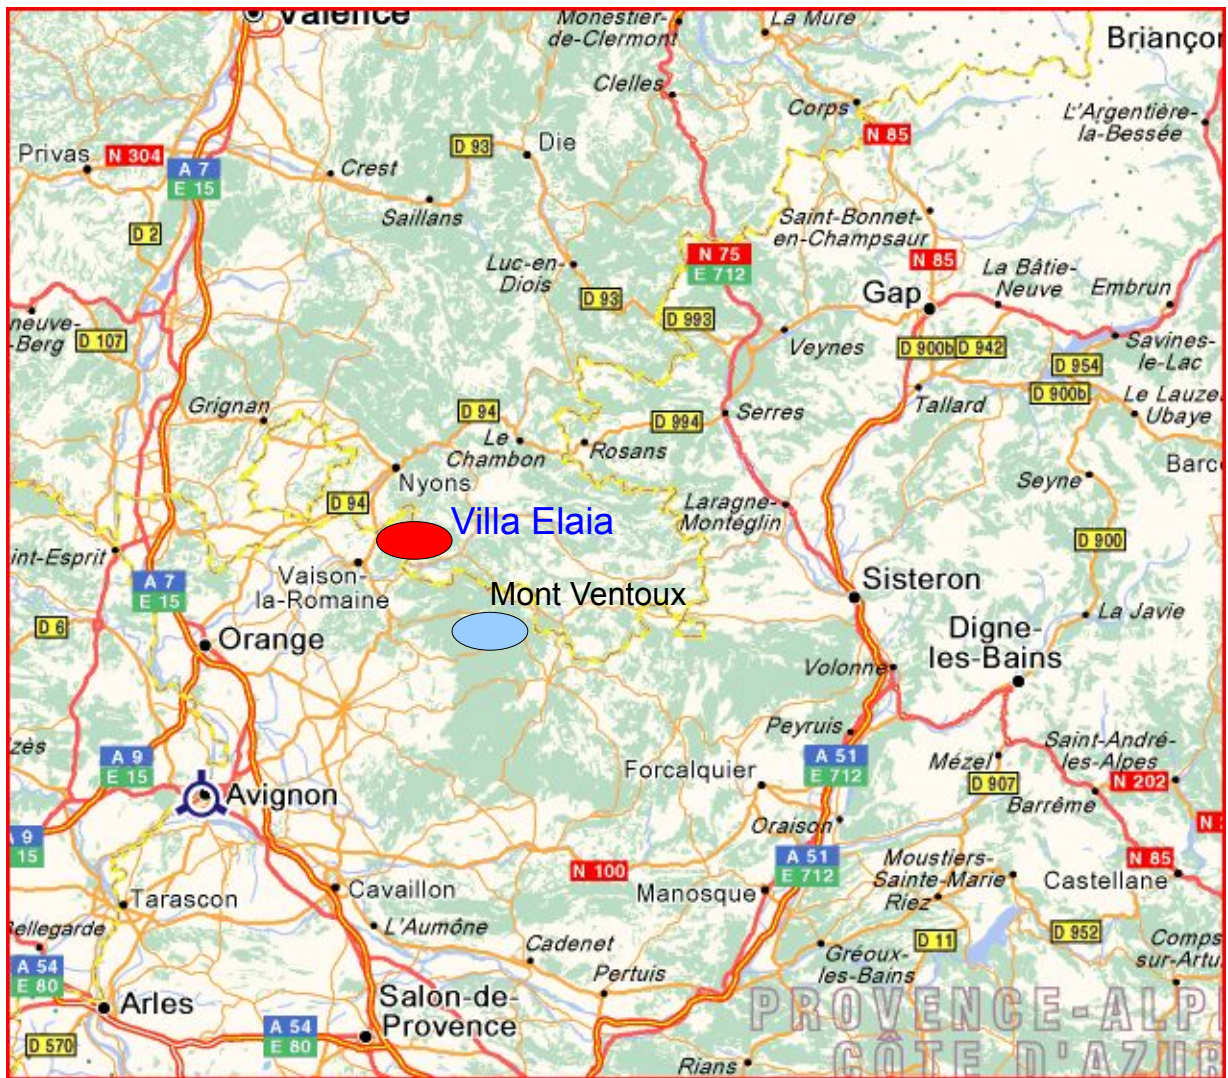 Valence
Monestier-
de-Clermont
La Mure
Briançon
Clelles
Corps
L'Argentière-
la-Bessée
N 85
Privas
N 304
A 7
E 15
D 93
Die
Crest
Saillans
D 2
Saint-Bonnet-
en-Champsaur
N 75
E 712
N 85
Luc-en-
Diois
D 93
La Bâtie-
Neuve
Embrun
Gap
neuve-
-Berg
D 107
D 993
Veynes
D 900b
D 942
Savines-
le-Lac
D 954
D 900b
Le Lauzet
Ubaye
Grignan
D 94
Le
Chambon
Rosans
D 994
Serres
Tallard
Barc
Nyons
Seyne
D 94
Laragne-
Montéglin
Villa Elaia
D 900
int-Esprit
A 7
E 15
Vaison-
la-Romaine
Mont Ventoux
Sisteron
La Javie
D 6
Orange
Digne-
les-Bains
Volonne
zès
A 9
E 15
Peyruis
A 51
E 712
Forcalquier
Mézel
D 907
Saint-André-
les-Alpes
N 202
Barrême
Avignon
Oraison
N
A 9
15
A 51
E 712
N 100
Manosque
Moustiers-
Sainte-Marie
Riez
N 85
Castellane
Cavaillon
Tarascon
L'Aumône
Bellegarde
Cadenet
D 11
D 952
Comps
sur-Artu
A 54
E 80
Gréoux-
les-Bains
Pertuis
Arles
Salon-de-
Provence
A 54
E 80
D 570
Rians
PROVENCE-ALP
CÔTE D'AZUR